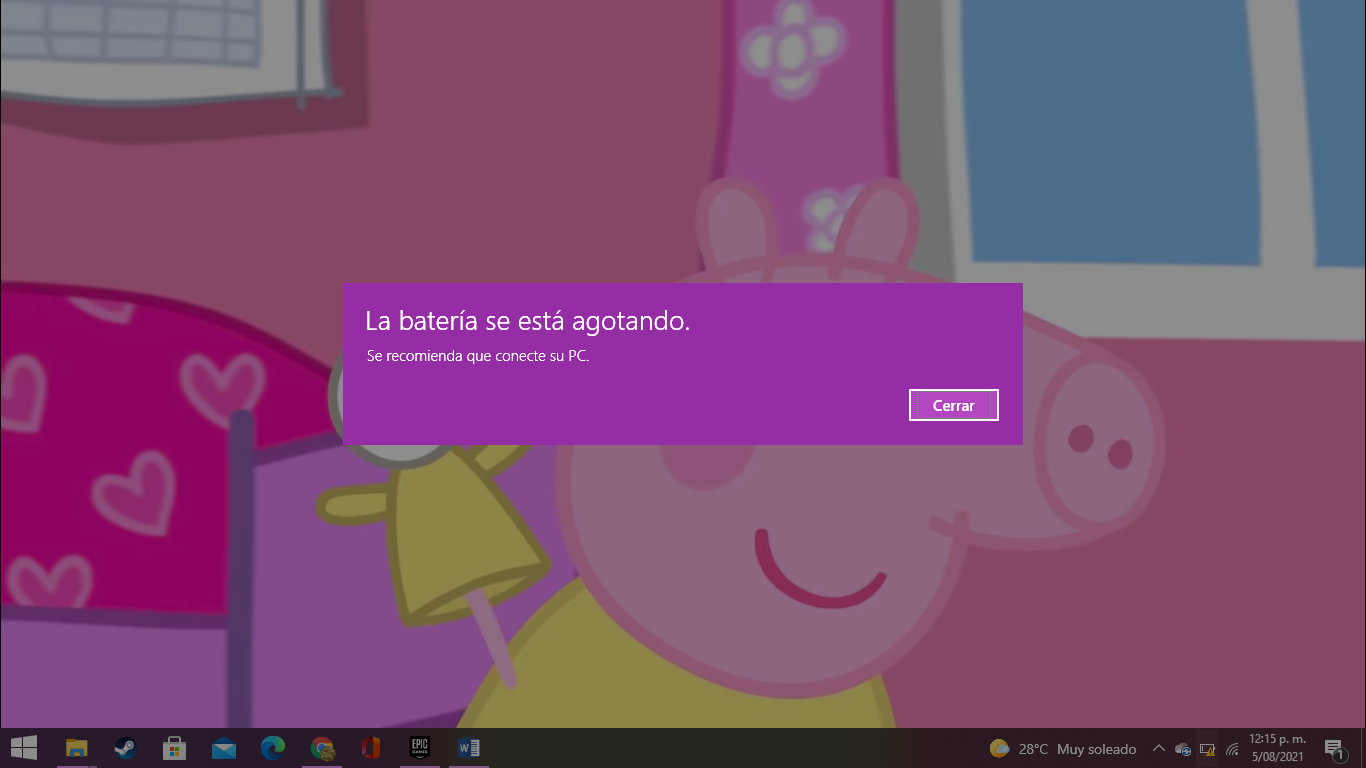 La batería se está agotando.
Se recomienda que conecte su PC.
Cerrar
EPIC
GAMES
28°C Muy soleado
12:15 p. m.
5/08/2021
1